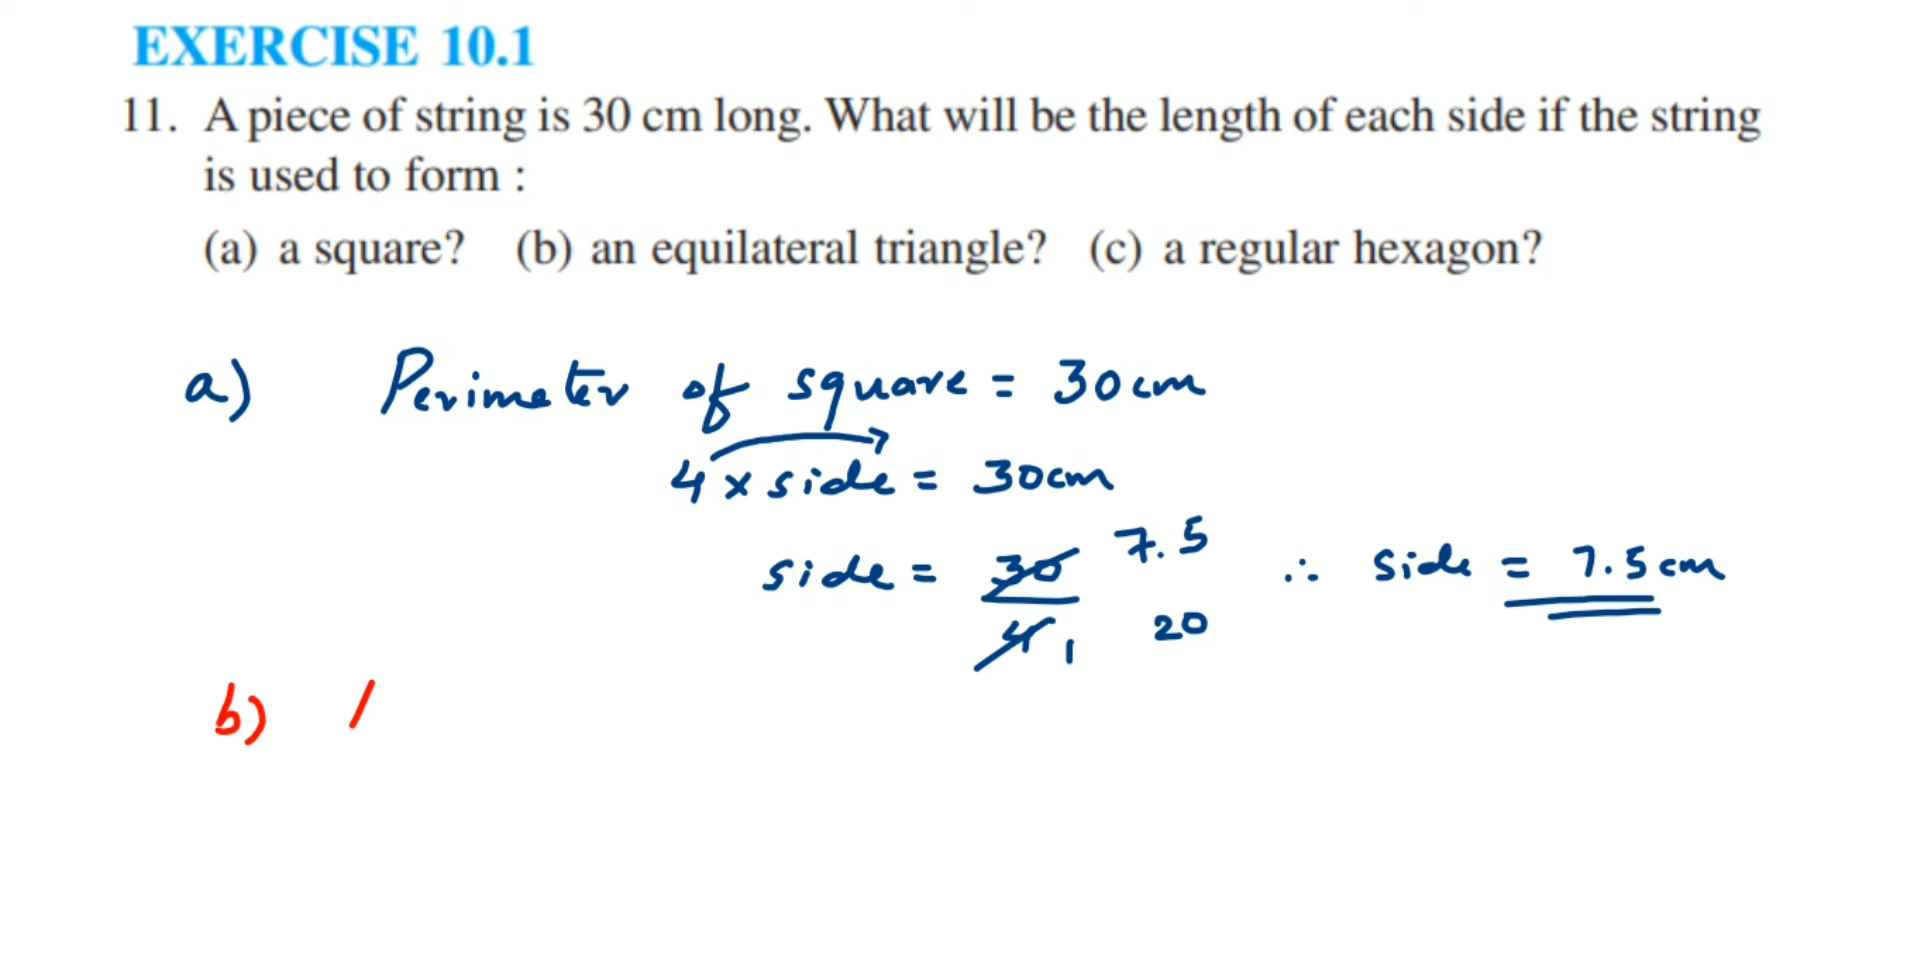 EXERCISE 10.1
11. A piece of string is 30 cm long. What will be the length of each side if the string
is used to form :
(a) a square? (b) an equilateral triangle? (c) a regular hexagon?
a) Perimeter of square = 30cm
4 × side = 30cm
side = 30/4 7.5 ∴ side = 7.5cm
1 20
b) /